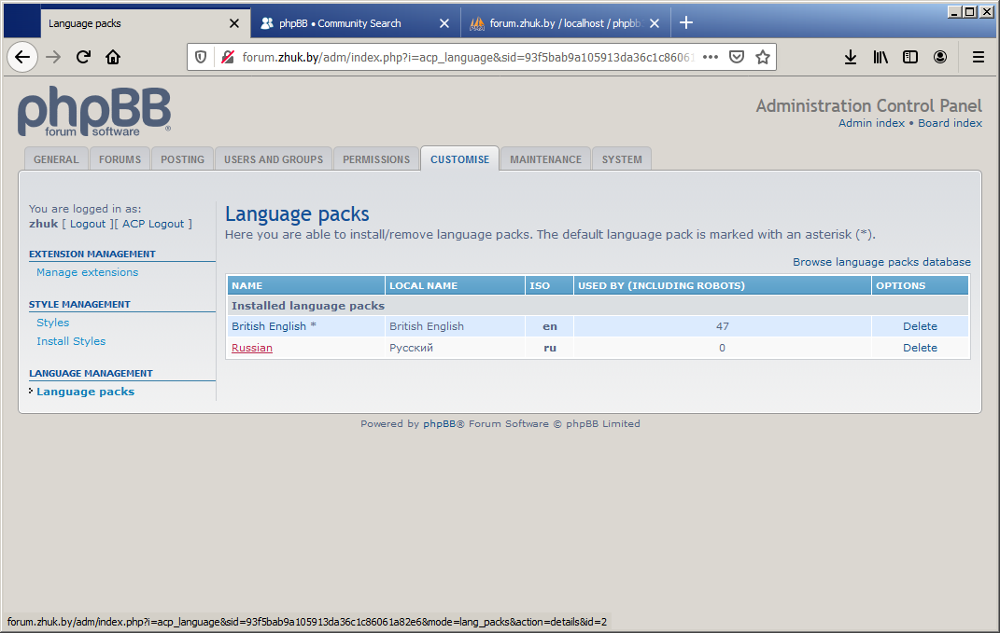 Language packs
phpBB • Community Search
forum.zhuk.by / localhost / phpbb
forum.zhuk.by/adm/index.php?i=acp_language&sid=93f5bab9a105913da36c1c86061
phpBB
forum software
®
Administration Control Panel
Admin index • Board index
GENERAL
FORUMS
POSTING
USERS AND GROUPS
PERMISSIONS
CUSTOMISE
MAINTENANCE
SYSTEM
You are logged in as:
zhuk [ Logout ][ ACP Logout ]
EXTENSION MANAGEMENT
Manage extensions
STYLE MANAGEMENT
Styles
Install Styles
LANGUAGE MANAGEMENT
Language packs
Language packs
Here you are able to install/remove language packs. The default language pack is marked with an asterisk (*).
Browse language packs database
NAME LOCAL NAME ISO USED BY (INCLUDING ROBOTS) OPTIONS
Installed language packs
British English * British English en 47 Delete
Russian Русский ru 0 Delete
Powered by phpBB® Forum Software © phpBB Limited
forum.zhuk.by/adm/index.php?i=acp_language&sid=93f5bab9a105913da36c1c86061a82e6&mode=lang_packs&action=details&id=2